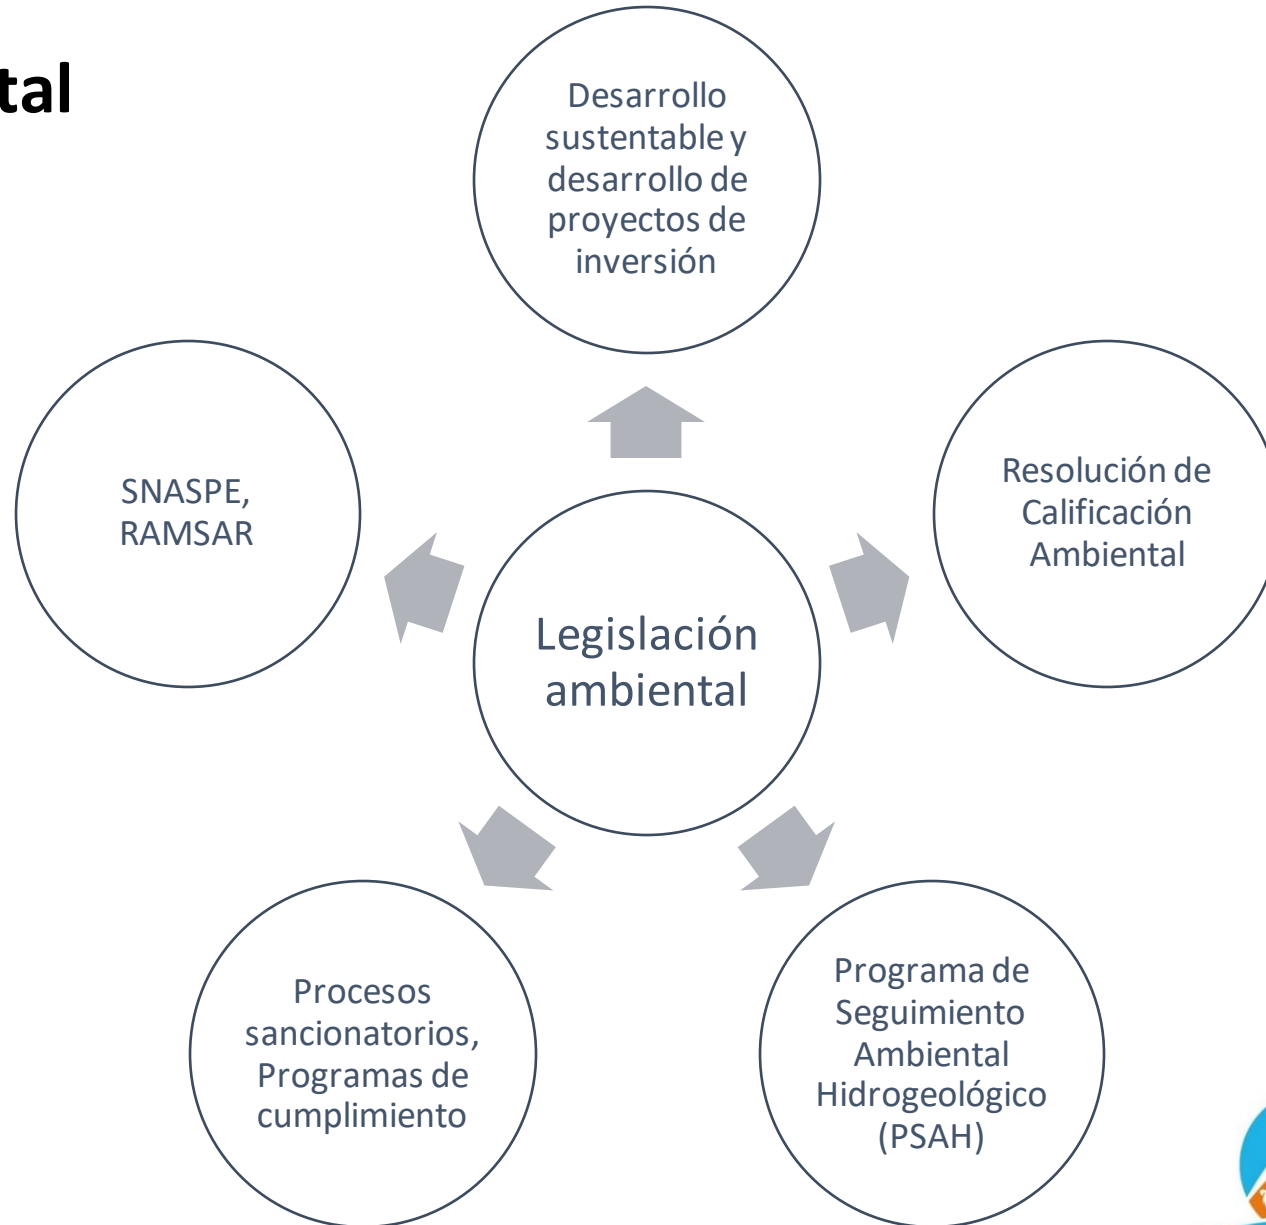 tal
Desarrollo
sustentable y
desarrollo de
proyectos de
inversión
SNASPE,
RAMSAR
Resolución de
Calificación
Ambiental
Legislación
ambiental
Procesos
sancionatorios,
Programas de
cumplimiento
Programa de
Seguimiento
Ambiental
Hidrogeológico
(PSAH)